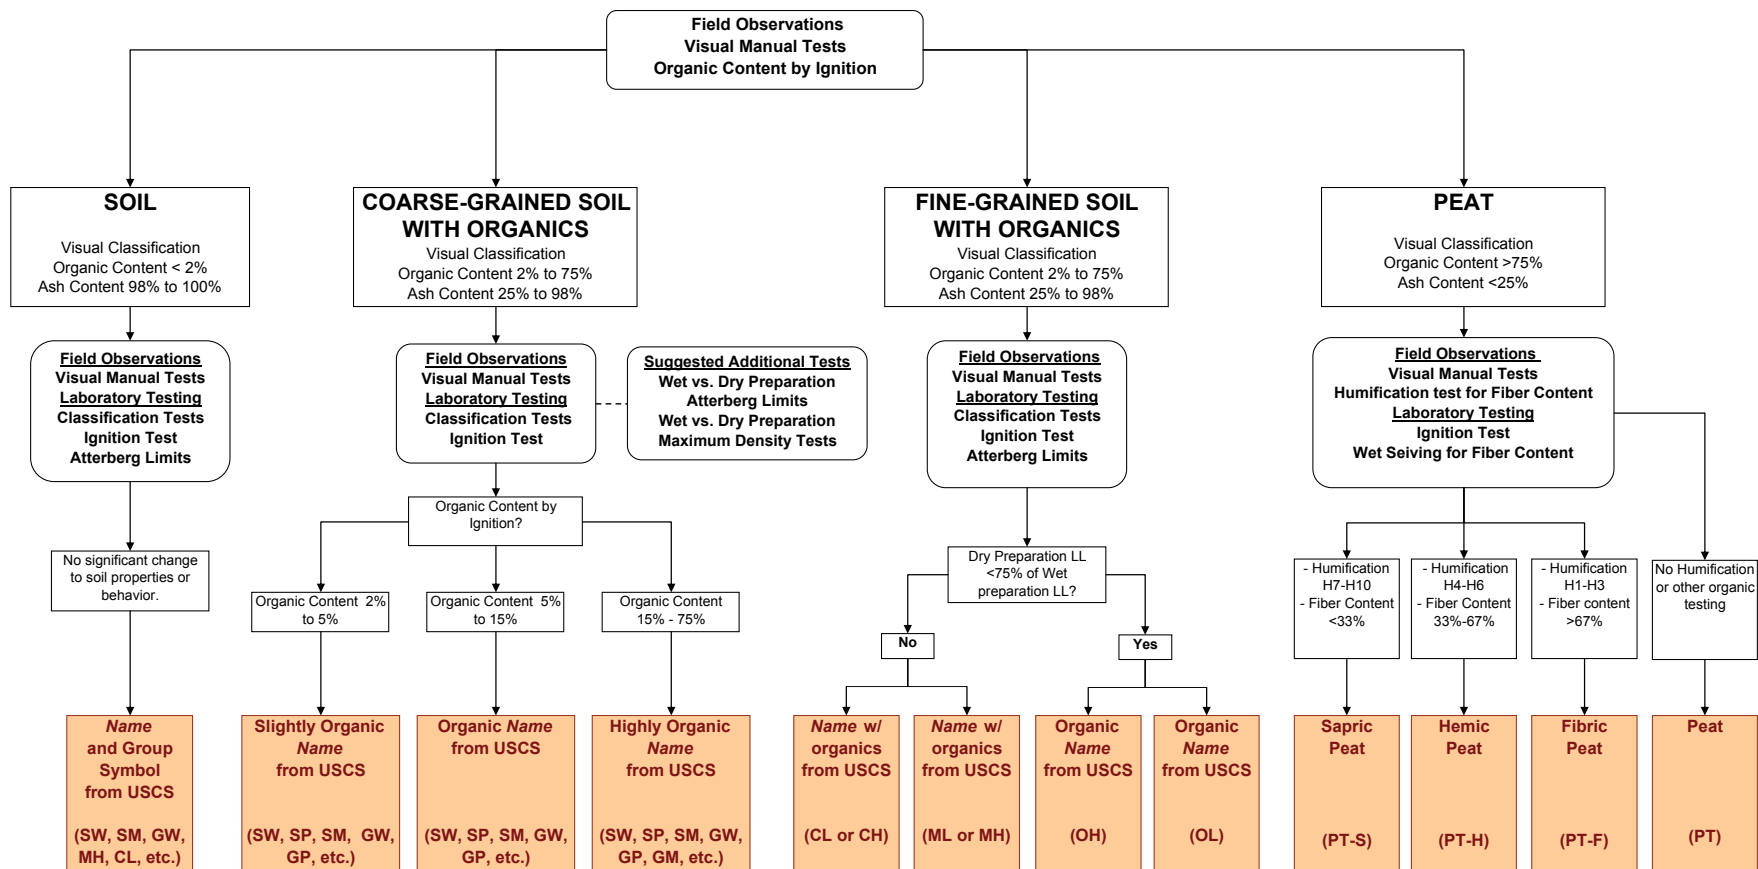 Field Observations
Visual Manual Tests
Organic Content by Ignition
SOIL
Visual Classification
Organic Content < 2%
Ash Content 98% to 100%
COARSE-GRAINED SOIL
WITH ORGANICS
Visual Classification
Organic Content 2% to 75%
Ash Content 25% to 98%
FINE-GRAINED SOIL
WITH ORGANICS
Visual Classification
Organic Content 2% to 75%
Ash Content 25% to 98%
PEAT
Visual Classification
Organic Content >75%
Ash Content <25%
Field Observations
Visual Manual Tests
Laboratory Testing
Classification Tests
Ignition Test
Atterberg Limits
Field Observations
Visual Manual Tests
Laboratory Testing
Classification Tests
Ignition Test
Suggested Additional Tests
Wet vs. Dry Preparation
Atterberg Limits
Wet vs. Dry Preparation
Maximum Density Tests
Field Observations
Visual Manual Tests
Laboratory Testing
Classification Tests
Ignition Test
Atterberg Limits
Field Observations
Visual Manual Tests
Humification test for Fiber Content
Laboratory Testing
Ignition Test
Wet Seiving for Fiber Content
No significant change
to soil properties or
behavior.
Organic Content by
Ignition?
Organic Content 2%
to 5%
Organic Content 5%
to 15%
Organic Content
15% - 75%
Dry Preparation LL
<75% of Wet
preparation LL?
No
Yes
- Humification
H7-H10
- Fiber Content
<33%
- Humification
H4-H6
- Fiber Content
33%-67%
- Humification
H1-H3
- Fiber content
>67%
No Humification
or other organic
testing
Name
and Group
Symbol
from USCS
(SW, SM, GW,
MH, CL, etc.)
Slightly Organic
Name
from USCS
(SW, SP, SM, GW,
GP, etc.)
Organic Name
from USCS
(SW, SP, SM, GW,
GP, etc.)
Highly Organic
Name
from USCS
(SW, SP, SM, GW,
GP, GM, etc.)
Name w/
organics
from USCS
(CL or CH)
Name w/
organics
from USCS
(ML or MH)
Organic
Name
from USCS
(OH)
Organic
Name
from USCS
(OL)
Sapric
Peat
(PT-S)
Hemic
Peat
(PT-H)
Fibric
Peat
(PT-F)
Peat
(PT)